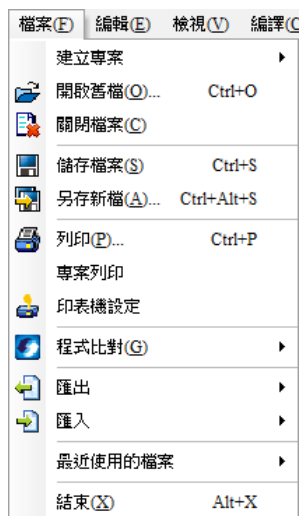 檔案(F) 編輯(E) 檢視(V) 編譯(C
建立專案
開啟舊檔(O)... Ctrl+O
關閉檔案(C)
儲存檔案(S) Ctrl+S
另存新檔(A)... Ctrl+Alt+S
列印(P)... Ctrl+P
專案列印
印表機設定
程式比對(G)
匯出
匯入
最近使用的檔案
結束(X) Alt+X